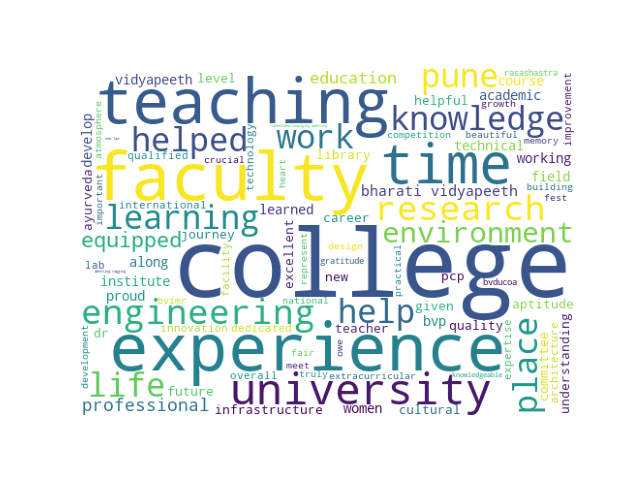 vidyapeeth level education pune course rasashastra
teaching helpful academic growth
atmosphere develop helped work knowledge improvement
competition beautiful memory
qualified crucial technology library technical working
faculty time field
important heart bharati vidyapeeth building
ayurveda international learned career research fest
learning environment
equipped journey excellent represent design
lab along facility gratitude practical
institute new pcp bvducoa aptitude
proud bvimr national
college
engineering help given quality expertise
dr innovation dedicated teacher bvp
development experience fair meet owe place committee architecture understanding
life future overall truly extracurricular knowledgeable
university
professional infrastructure women cultural